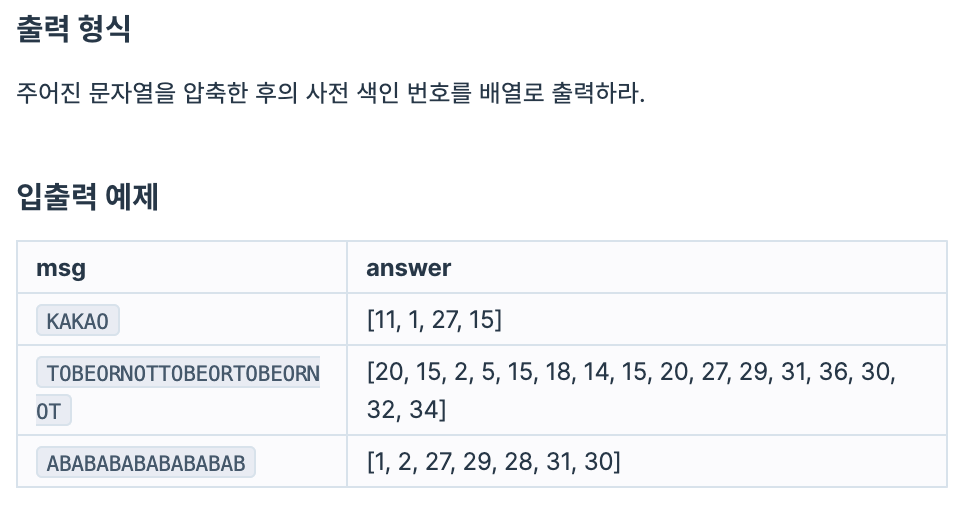 출력 형식
주어진 문자열을 압축한 후의 사전 색인 번호를 배열로 출력하라.
입출력 예제
msg answer
KAKAO [11, 1, 27, 15]
TOBEORNOTTOBEORTOBEORN [20, 15, 2, 5, 15, 18, 14, 15, 20, 27, 29, 31, 36, 30,
OT 32, 34]
ABABABABABABABAB [1, 2, 27, 29, 28, 31, 30]